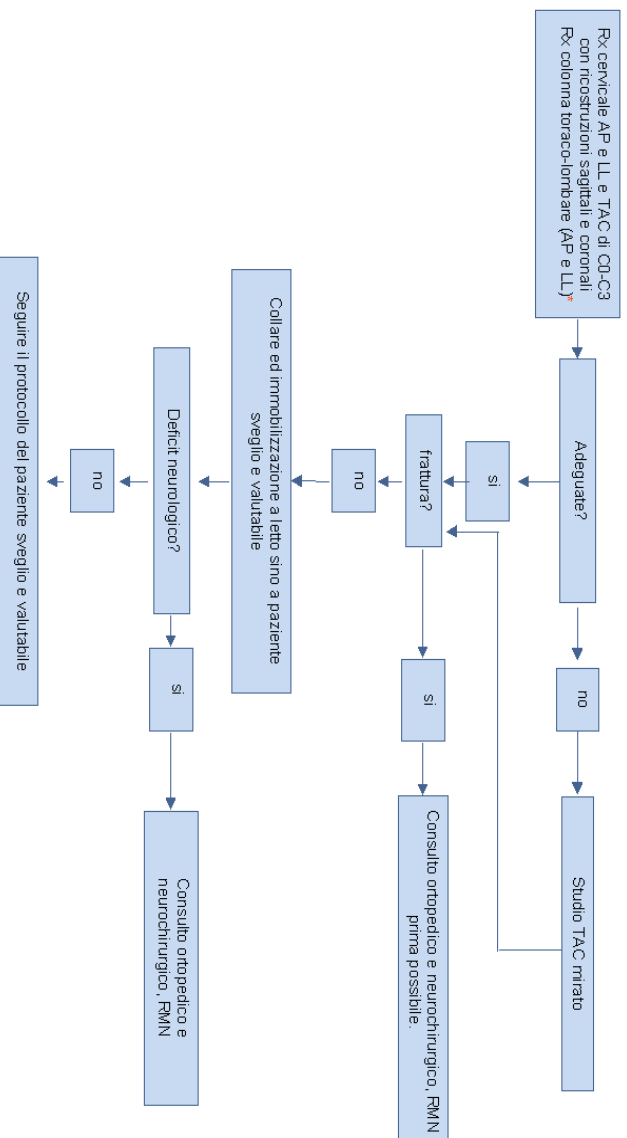 Rx cervicale AP e LL e TAC di C0-C3
con ricostruzioni sagittali e coronali
Rx colonna toraco-lombare (AP e LL)*
Adeguate?
no
Studio TAC mirato
si
frattura?
si
Consulto ortopedico e neurochirurgico, RMN
prima possibile.
no
Collare ed immobilizzazione a letto sino a paziente
sveglio e valutabile
Deficit neurologico?
si
Consulto ortopedico e
neurochirurgico, RMN
no
Seguire il protocollo del paziente sveglio e valutabile